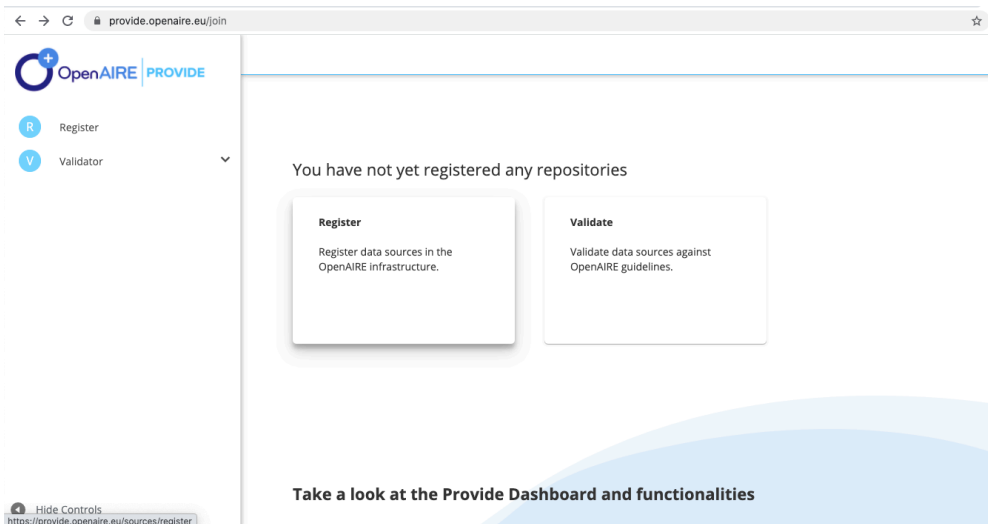 provide.openaire.eu/join
OpenAIRE PROVIDE
R Register
V Validator
You have not yet registered any repositories
Register
Register data sources in the
OpenAIRE infrastructure.
Validate
Validate data sources against
OpenAIRE guidelines.
Take a look at the Provide Dashboard and functionalities
Hide Controls
https://provide.openaire.eu/sources/register